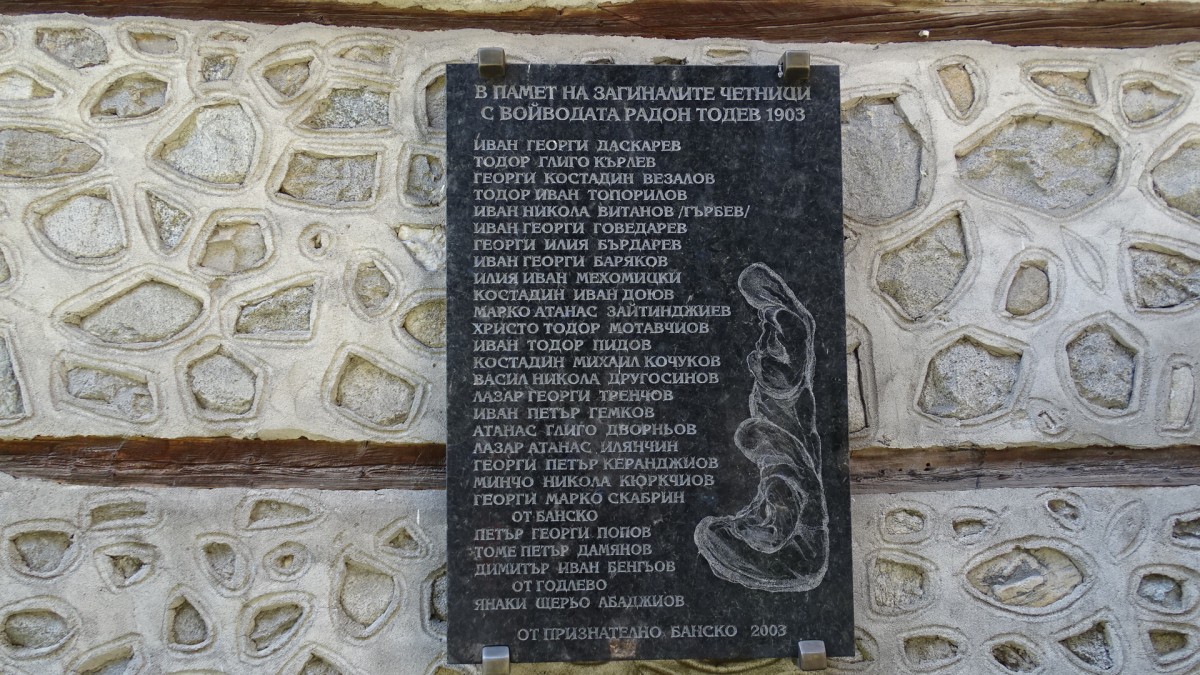 В ПАМЕТ НА ЗАГИНАЛИТЕ ЧЕТНИЦИ
С ВОЙВОДАТА РАДОН ТОДЕВ 1903
ИВАН ГЕОРГИ ДАСКАРЕВ
ТОДОР ГЛИГО КЪРЛЕВ
ГЕОРГИ КОСТАДИН ВЕЗАЛОВ
ТОДОР ИВАН ТОПОРИЛОВ
ИВАН НИКОЛА ВИТАНОВ /ГЪРБЕВ/
ИВАН ГЕОРГИ ГОВЕДАРЕВ
ГЕОРГИ ИЛИЯ БЪРДАРЕВ
ИВАН ГЕОРГИ БАРЯКОВ
ИЛИЯ ИВАН МЕХОМИЦКИ
КОСТАДИН ИВАН ДОЮВ
МАРКО АТАНАС ЗАЙТИНДЖИЕВ
ХРИСТО ТОДОР МОТАВЧИОВ
ИВАН ТОДОР ПИДОВ
КОСТАДИН МИХАИЛ КОЧУКОВ
ВАСИЛ НИКОЛА ДРУГОСИНОВ
ЛАЗАР ГЕОРГИ ТРЕНЧОВ
ИВАН ПЕТЪР ГЕМКОВ
АТАНАС ГЛИГО ДВОРНЬОВ
ЛАЗАР АТАНАС ИЛЯНЧИН
ГЕОРГИ ПЕТЪР КЕРАНДЖИОВ
МИНЧО НИКОЛА КЮРКЧИОВ
ГЕОРГИ МАРКО СКАБРИН
ОТ БАНСКО
ПЕТЪР ГЕОРГИ ПОПОВ
ТОМЕ ПЕТЪР ДАМЯНОВ
ДИМИТЪР ИВАН БЕНГЬОВ
ОТ ГОДЛЕВО
ЯНАКИ ЩЕРЬО АБАДЖИОВ
ОТ ПРИЗНАТЕЛНО БАНСКО 2003